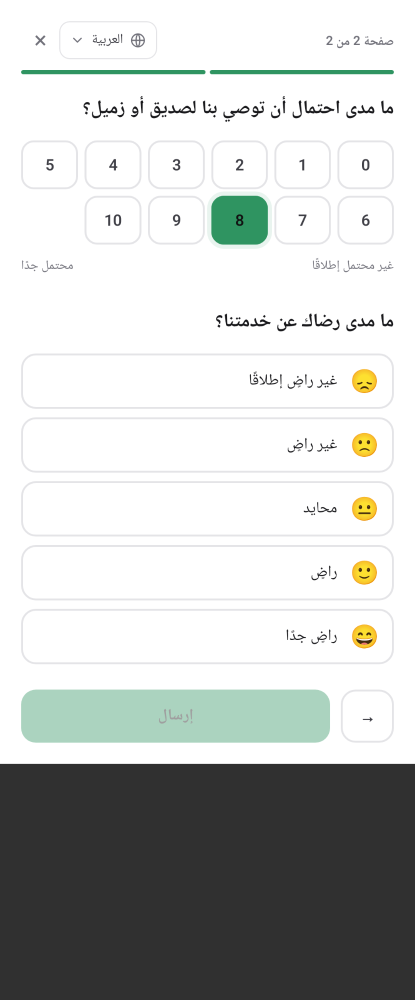 صفحة 2 من 2
العربية
ما مدى احتمال أن توصي بنا لصديق أو زميل؟
0 1 2 3 4 5
6 7 8 9 10
غير محتمل إطلاقًا
محتمل جدًا
ما مدى رضاك عن خدمتنا؟
غير راضٍ إطلاقًا
غير راضٍ
محايد
راضٍ
راضٍ جدًا
→
إرسال